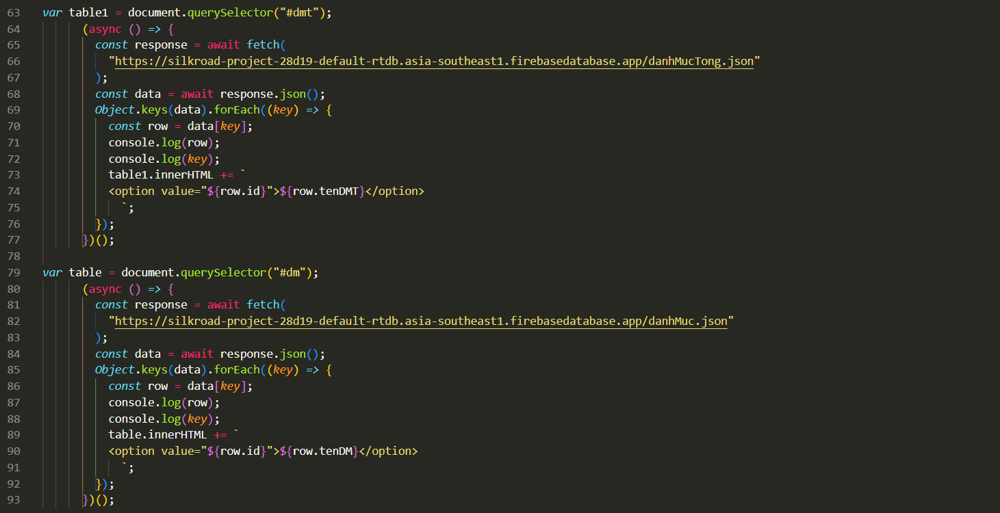 63 var table1 = document.querySelector("#dmt");
64 (async () => {
65 const response = await fetch(
66 "https://silkroad-project-28d19-default-rtdb.asia-southeast1.firebasedatabase.app/danhMucTong.json"
67 );
68 const data = await response.json();
69 Object.keys(data).forEach((key) => {
70 const row = data[key];
71 console.log(row);
72 console.log(key);
73 table1.innerHTML += `
74 <option value="${row.id}">${row.tenDMT}</option>
75 `;
76 });
77 })();
78
79 var table = document.querySelector("#dm");
80 (async () => {
81 const response = await fetch(
82 "https://silkroad-project-28d19-default-rtdb.asia-southeast1.firebasedatabase.app/danhMuc.json"
83 );
84 const data = await response.json();
85 Object.keys(data).forEach((key) => {
86 const row = data[key];
87 console.log(row);
88 console.log(key);
89 table.innerHTML += `
90 <option value="${row.id}">${row.tenDM}</option>
91 `;
92 });
93 })();